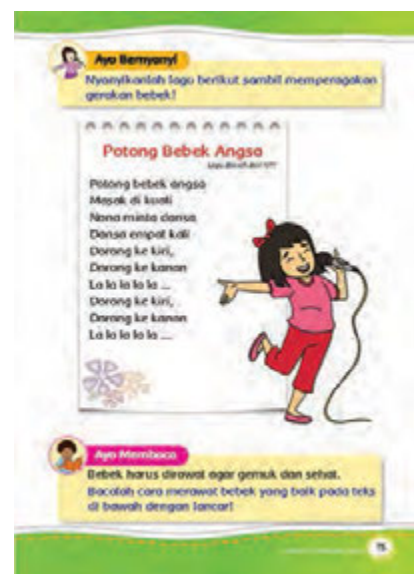 Ayo Bernyanyi
Nyanyikanlah lagu berikut sambil memperagakan
gerakan bebek!
Potong Bebek Angsa
Potong bebek angsa
Masak di kuali
Nona minta dansa
Dansa empat kali
Dorong ke kiri,
Dorong ke kanan
La la la la la ...
Dorong ke kiri,
Dorong ke kanan
La la la la la ...
Ayo Membaca
Bebek harus dirawat agar gemuk dan sehat.
Bacalah cara merawat bebek yang baik pada teks
di bawah dengan lancar!